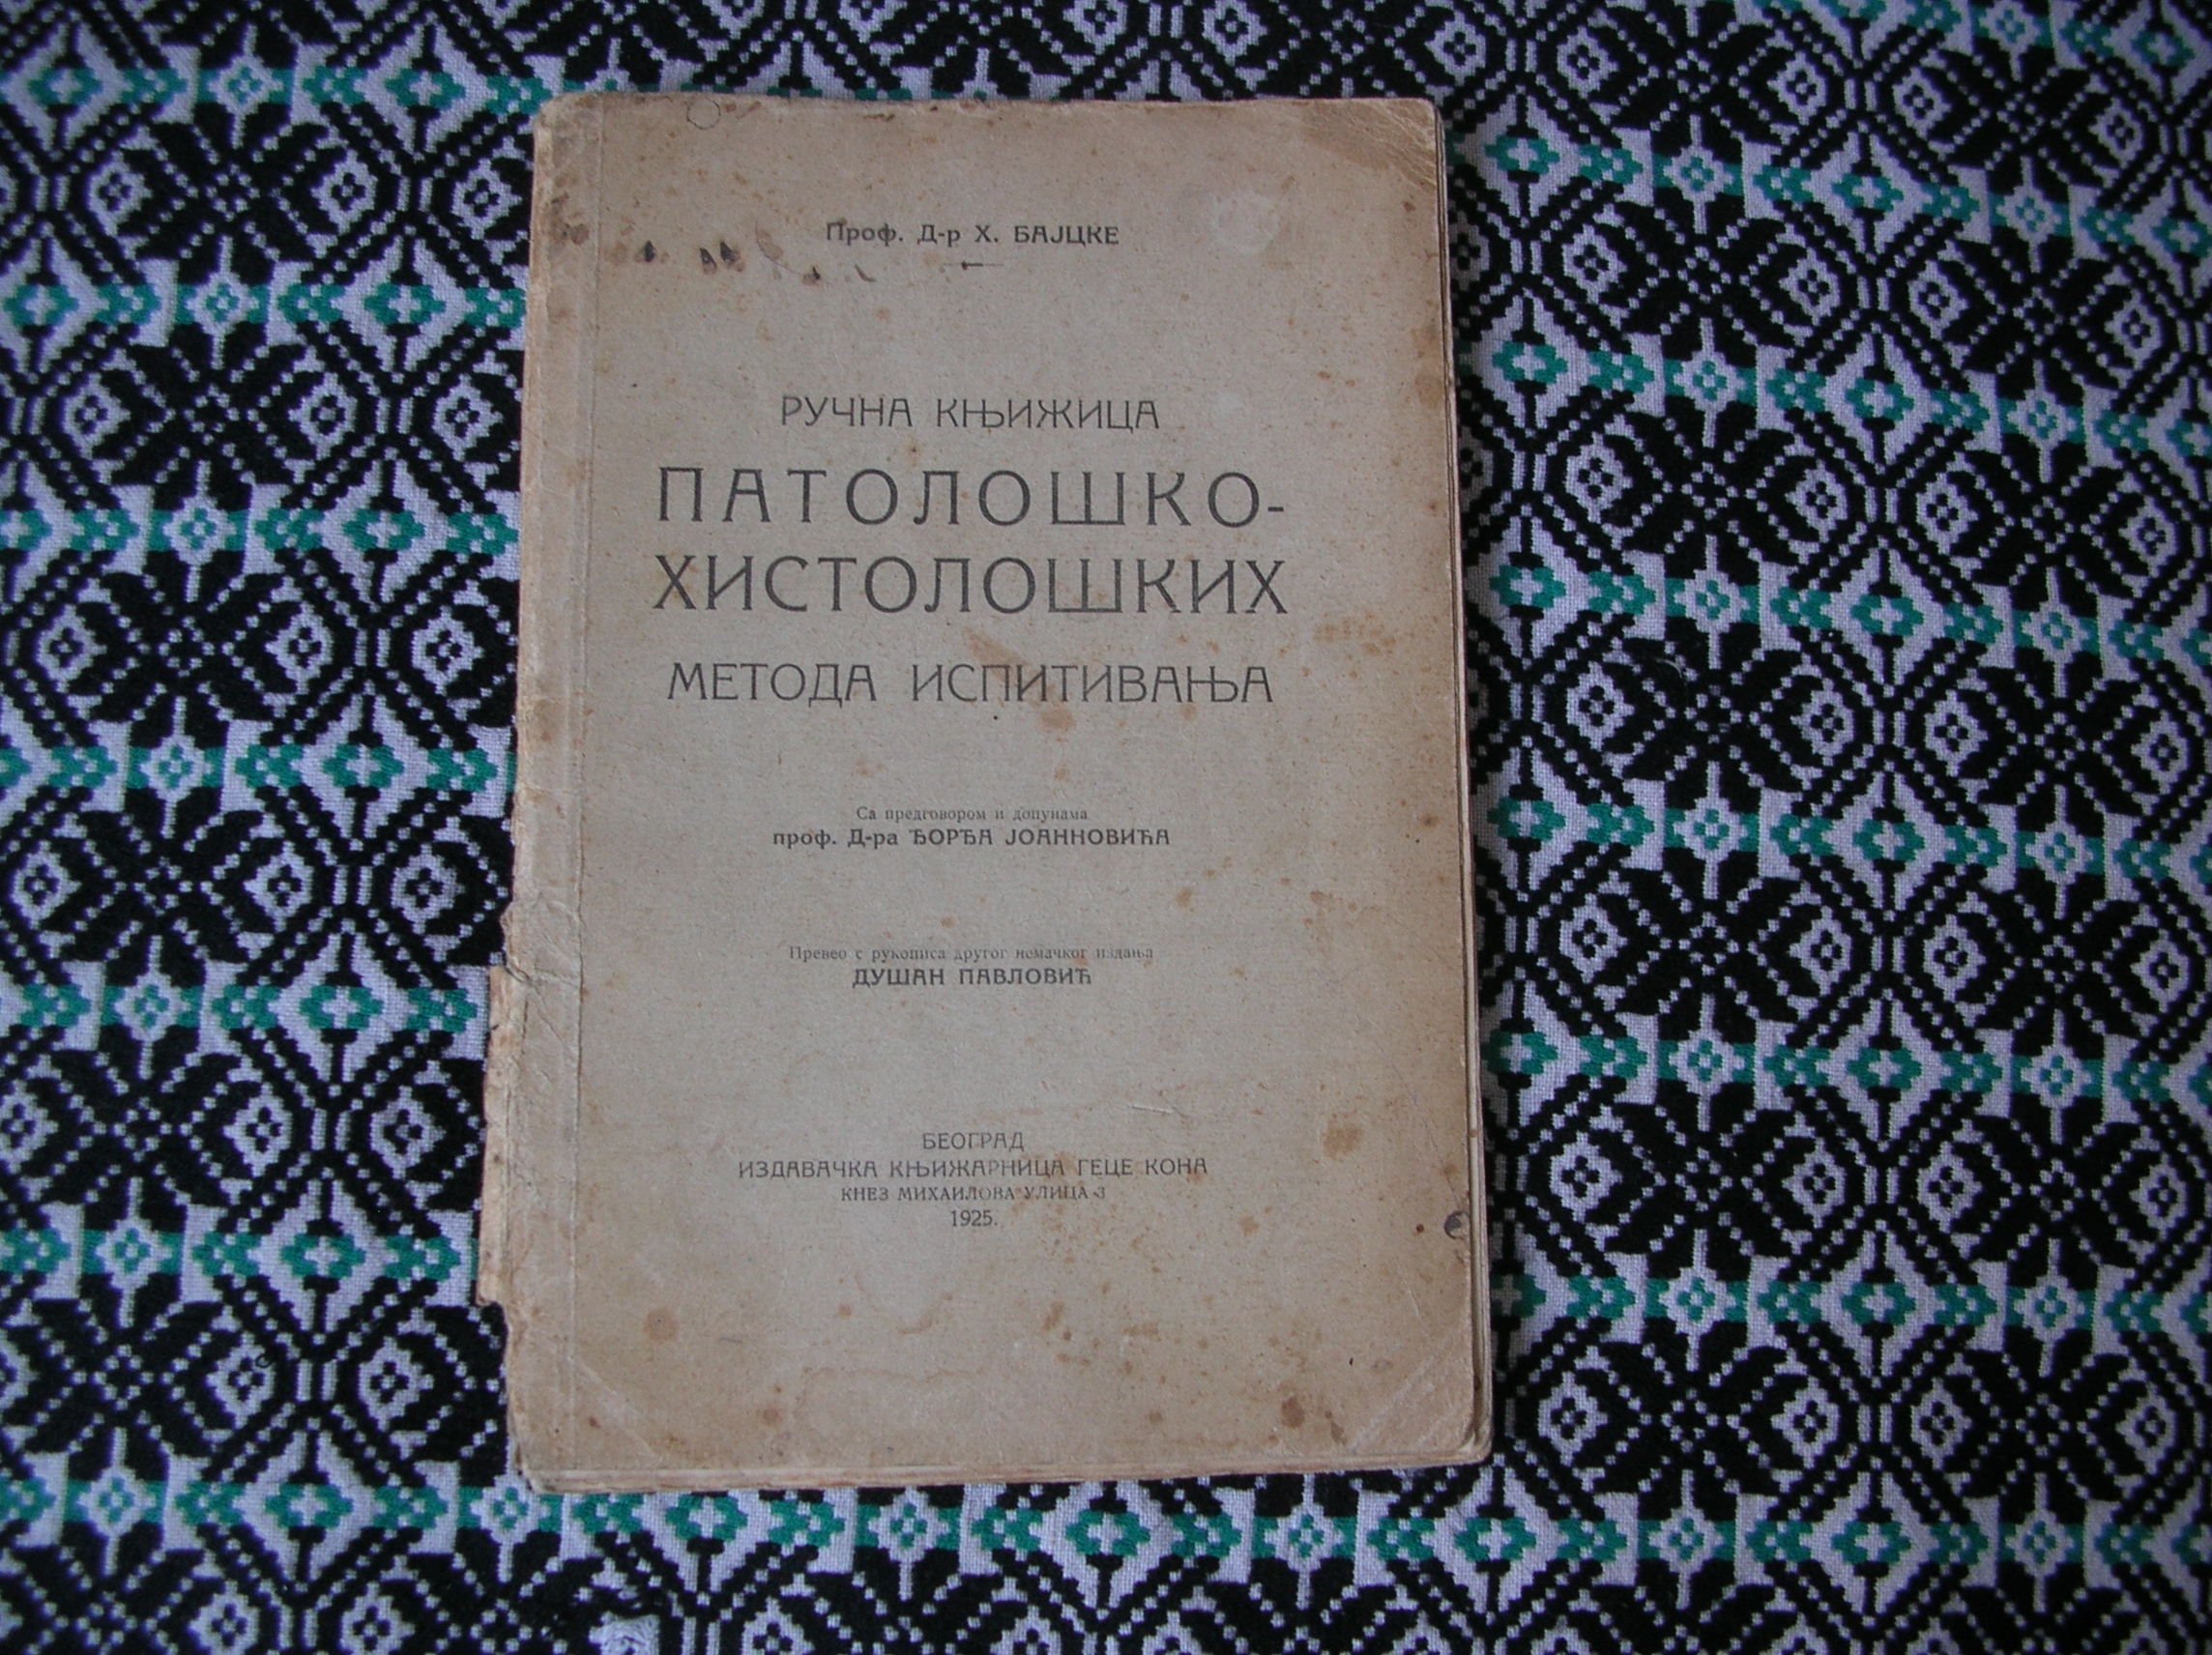 Проф. Д-р Х. БАЈЦКЕ
РУЧНА КЊИЖИЦА
ПАТОЛОШКО-
ХИСТОЛОШКИХ
МЕТОДА ИСПИТИВАЊА
Са предговором и допунама
проф. Д-ра ЂОРЂА ЈОАННОВИЋА
Превео с рукописа другог немачког издања
ДУШАН ПАВЛОВИЋ
БЕОГРАД
ИЗДАВАЧКА КЊИЖАРНИЦА ГЕЦЕ КОНА
КНЕЗ МИХАИЛОВА УЛИЦА 3
1925.